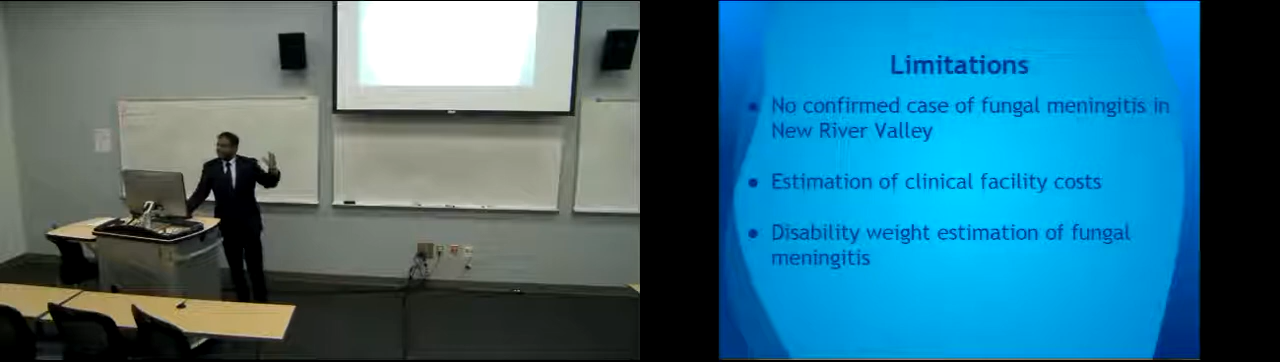 Limitations
No confirmed case of fungal meningitis in
New River Valley
Estimation of clinical facility costs
Disability weight estimation of fungal
meningitis